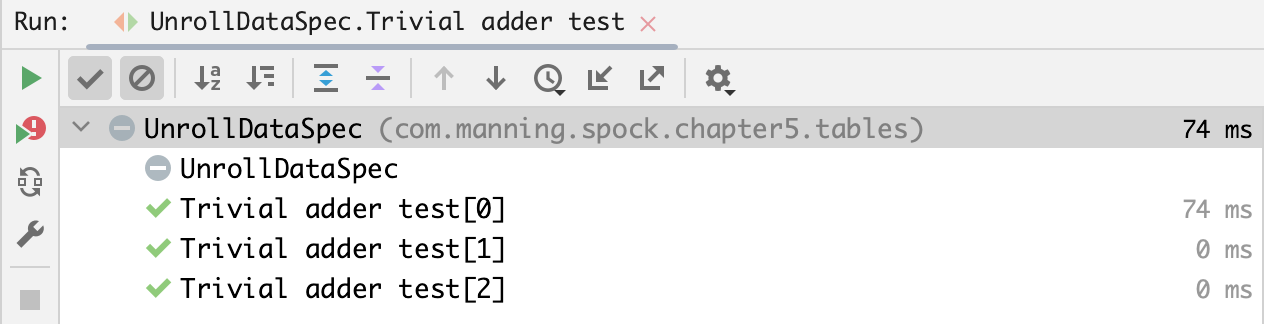 Run: UnrollDataSpec.Trivial adder test
UnrollDataSpec (com.manning.spock.chapter5.tables) 74 ms
UnrollDataSpec
Trivial adder test[0] 74 ms
Trivial adder test[1] 0 ms
Trivial adder test[2] 0 ms